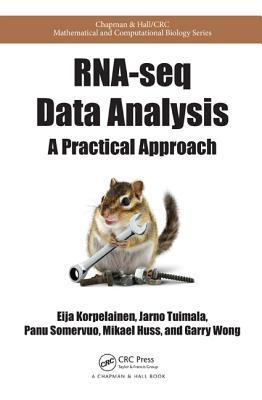 Chapman & Hall/CRC
Mathematical and Computational Biology Series
RNA-seq
Data Analysis
A Practical Approach
Eija Korpelainen, Jarno Tuimala,
Panu Somervuo, Mikael Huss, and Garry Wong
CRC
CRC Press
Taylor & Francis Group
A CHAPMAN & HALL BOOK